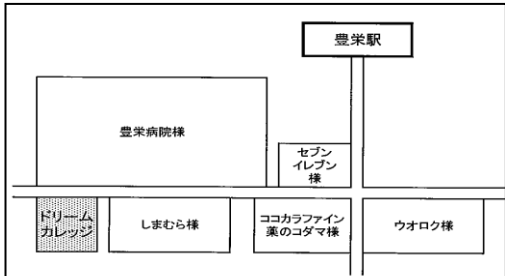 豊栄駅
豊栄病院様
セブン
イレブン
様
ドリーム
カレッジ
しまむら様
ココカラファイン
薬のコダマ様
ウオロク様